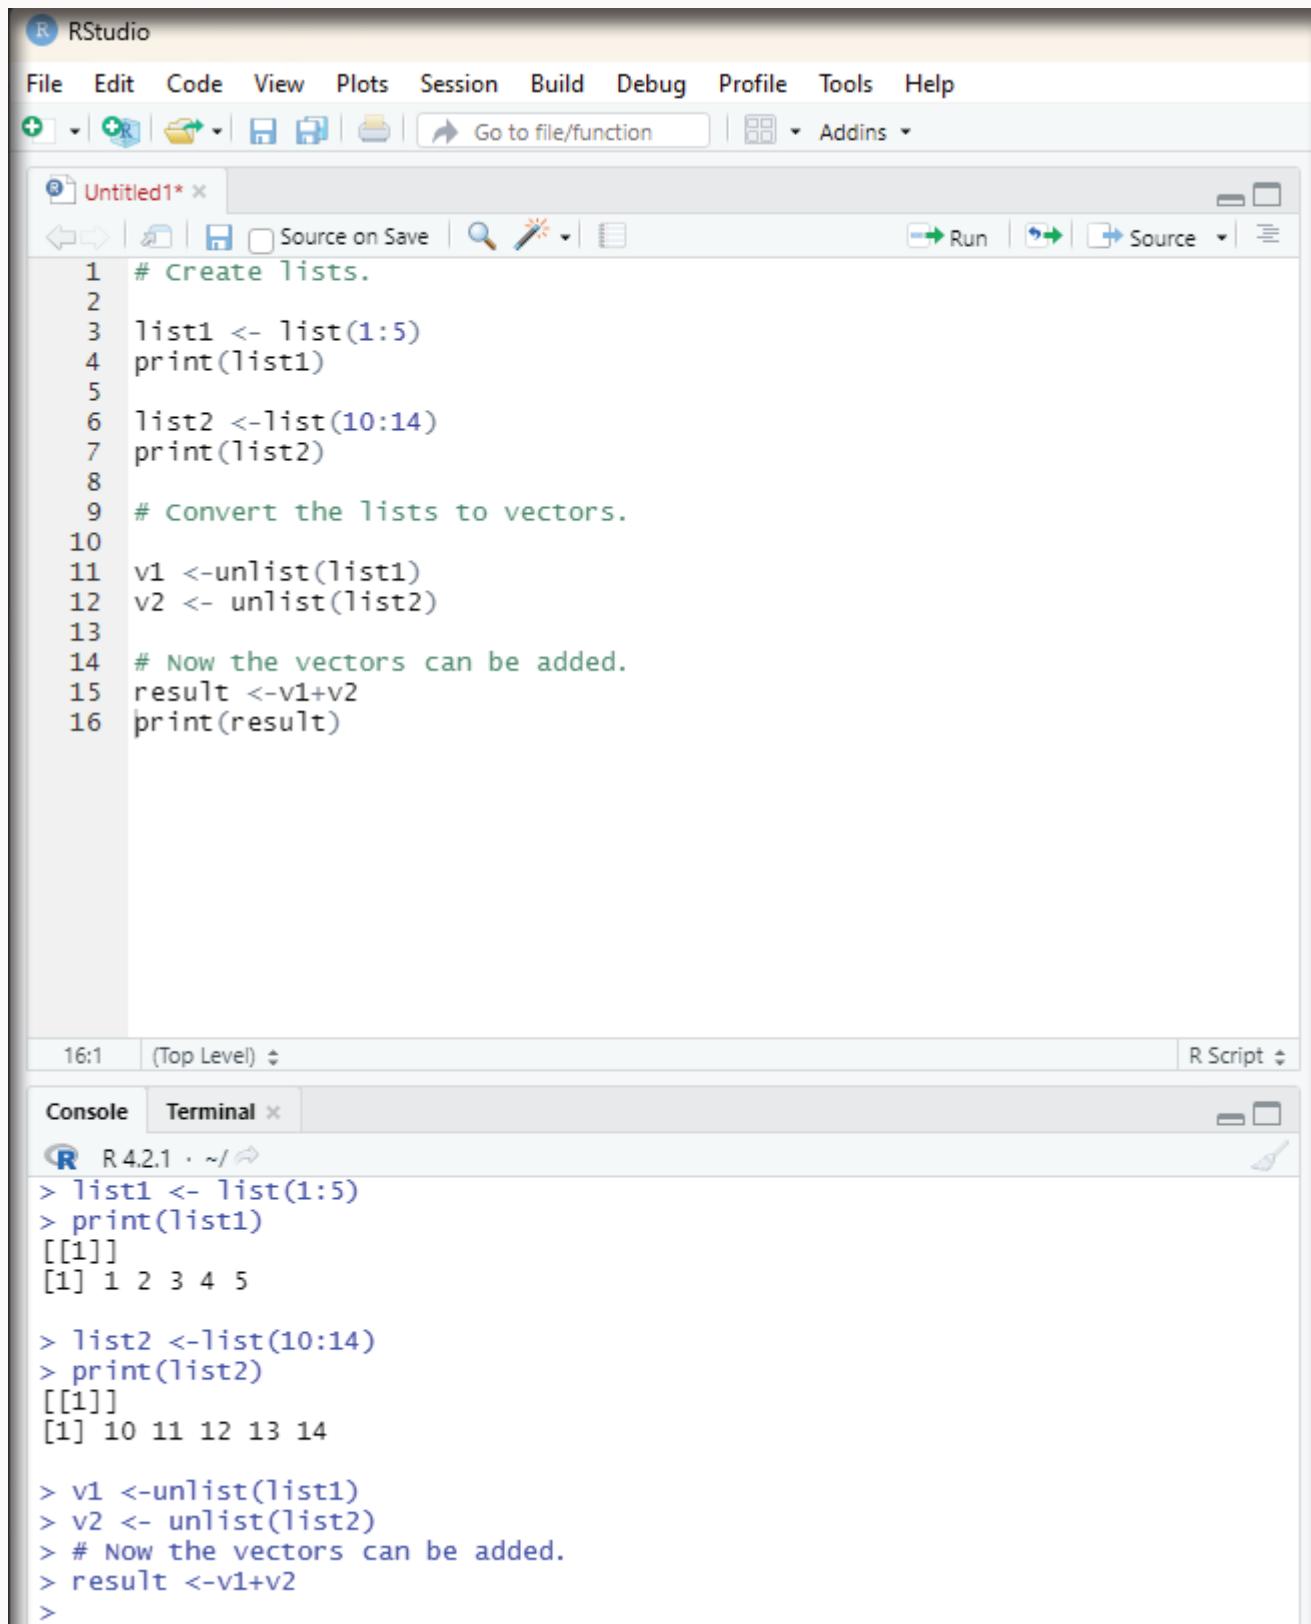 RStudio
File Edit Code View Plots Session Build Debug Profile Tools Help
Go to file/function Addins
Untitled1*
Source on Save Run Source
1 # Create lists.
2
3 list1 <- list(1:5)
4 print(list1)
5
6 list2 <-list(10:14)
7 print(list2)
8
9 # Convert the lists to vectors.
10
11 v1 <-unlist(list1)
12 v2 <- unlist(list2)
13
14 # Now the vectors can be added.
15 result <-v1+v2
16 print(result)
16:1 (Top Level) R Script
Console Terminal
R 4.2.1 · ~/
> list1 <- list(1:5)
> print(list1)
[[1]]
[1] 1 2 3 4 5
> list2 <-list(10:14)
> print(list2)
[[1]]
[1] 10 11 12 13 14
> v1 <-unlist(list1)
> v2 <- unlist(list2)
> # Now the vectors can be added.
> result <-v1+v2
>